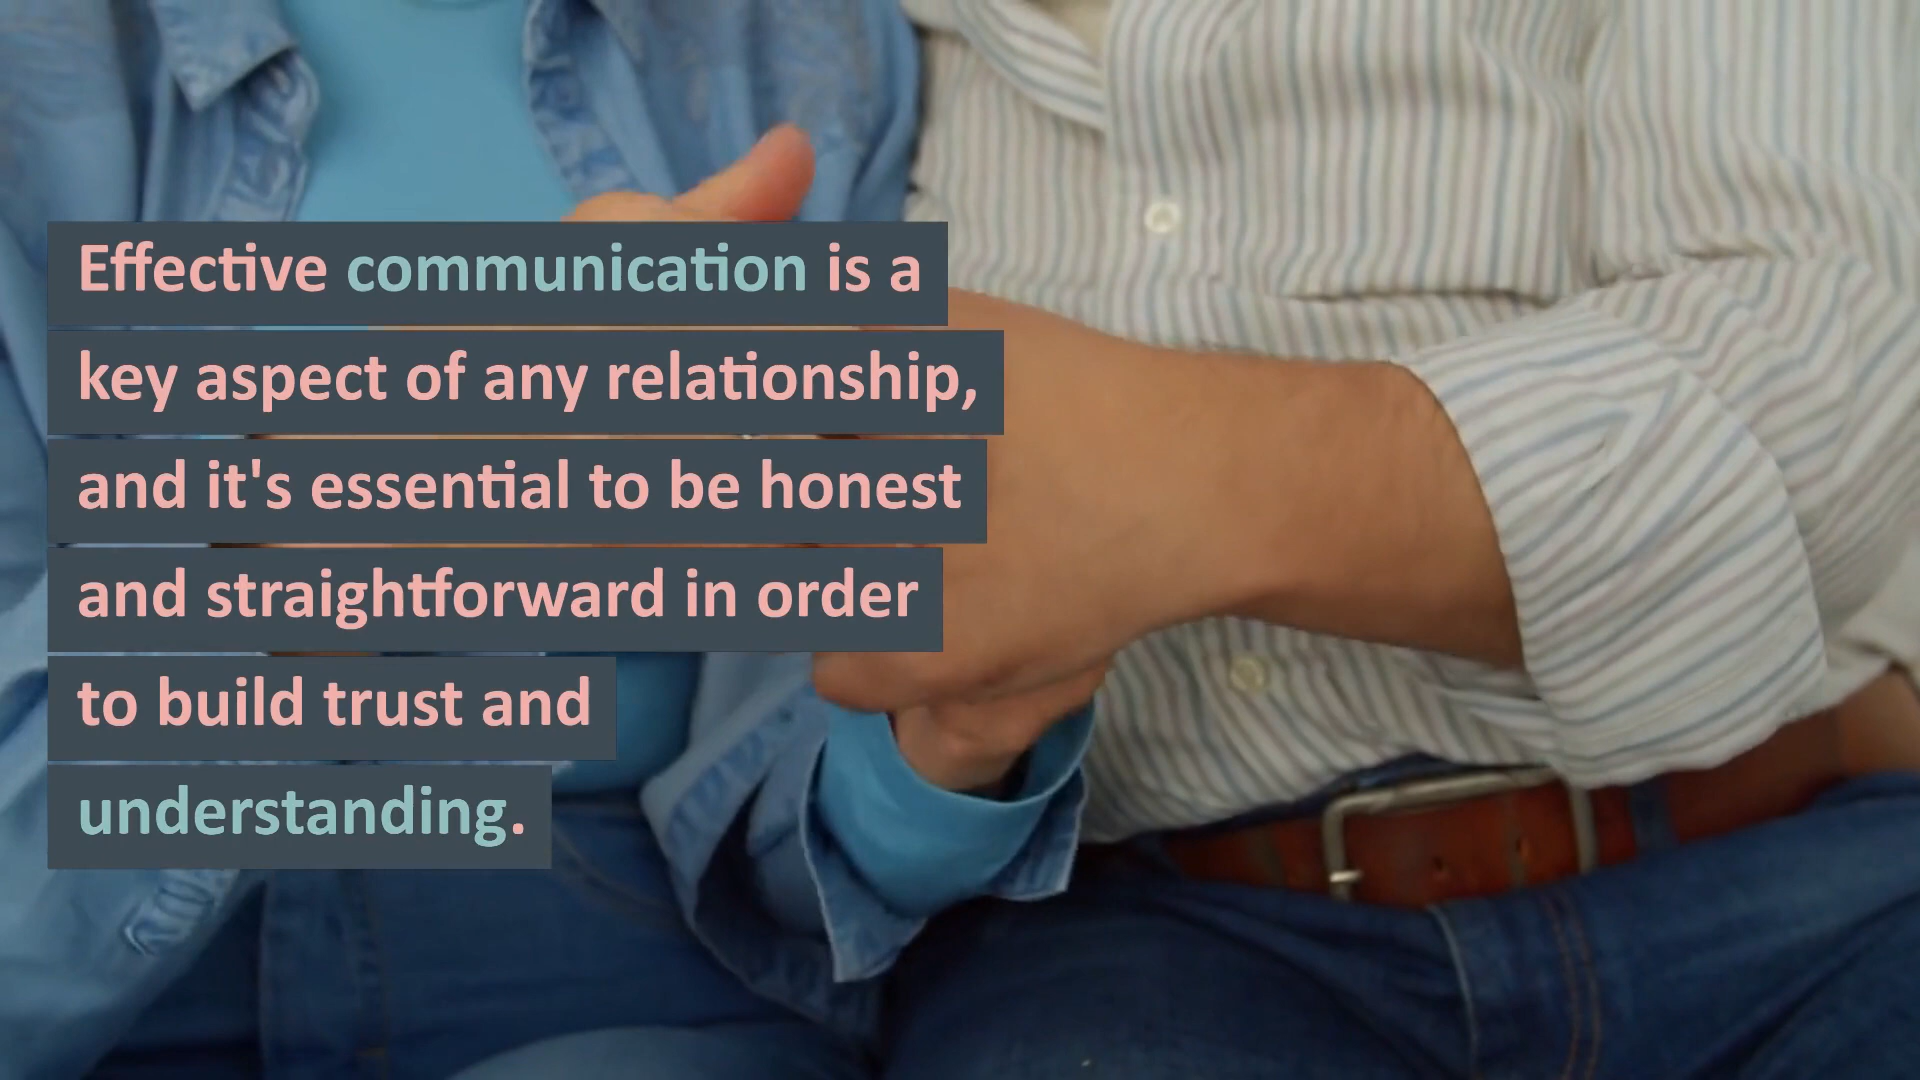 Effective communication is a
key aspect of any relationship,
and it's essential to be honest
and straightforward in order
to build trust and
understanding.